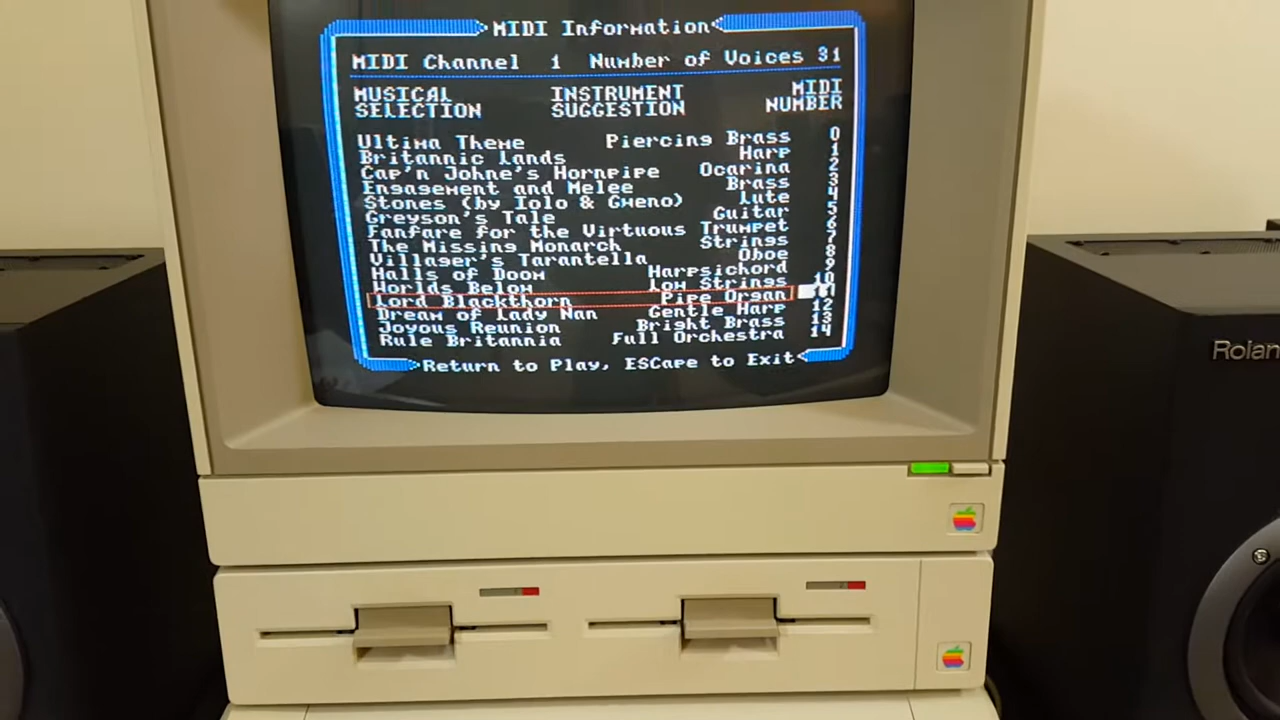 MIDI Information
MIDI Channel 1 Number of Voices 31
MUSICAL INSTRUMENT MIDI
SELECTION SUGGESTION NUMBER
Ultima Theme Piercing Brass 0
Britannic Lands Harp 1
Cap'n Johne's Hornpipe Ocarina 2
Engagement and Melee Brass 3
Stones (by Iolo & Gweno) Lute 4
Greyson's Tale Guitar 5
Fanfare for the Virtuous Trumpet 6
The Missing Monarch Strings 7
Villager's Tarantella Oboe 8
Halls of Doom Harpsichord 9
Worlds Below Low Strings 10
Lord Blackthorn Pipe Organ
Dream of Lady Nan Gentle Harp 12
Joyous Reunion Bright Brass 13
Rule Britannia Full Orchestra 14
Return to Play, ESCape to Exit
Rolan